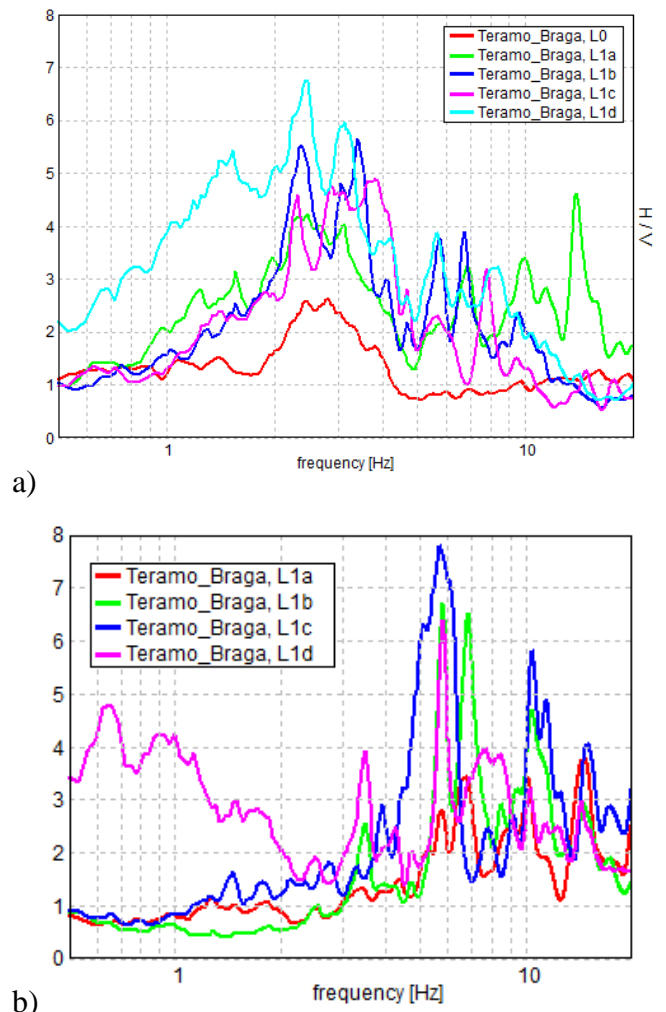 8
7
6
5
4
3
2
1
0
Teramo_Braga, L0
Teramo_Braga, L1a
Teramo_Braga, L1b
Teramo_Braga, L1c
Teramo_Braga, L1d
H / V
1
10
frequency [Hz]
a)
8
7
6
5
4
3
2
1
0
Teramo_Braga, L1a
Teramo_Braga, L1b
Teramo_Braga, L1c
Teramo_Braga, L1d
1
10
frequency [Hz]
b)